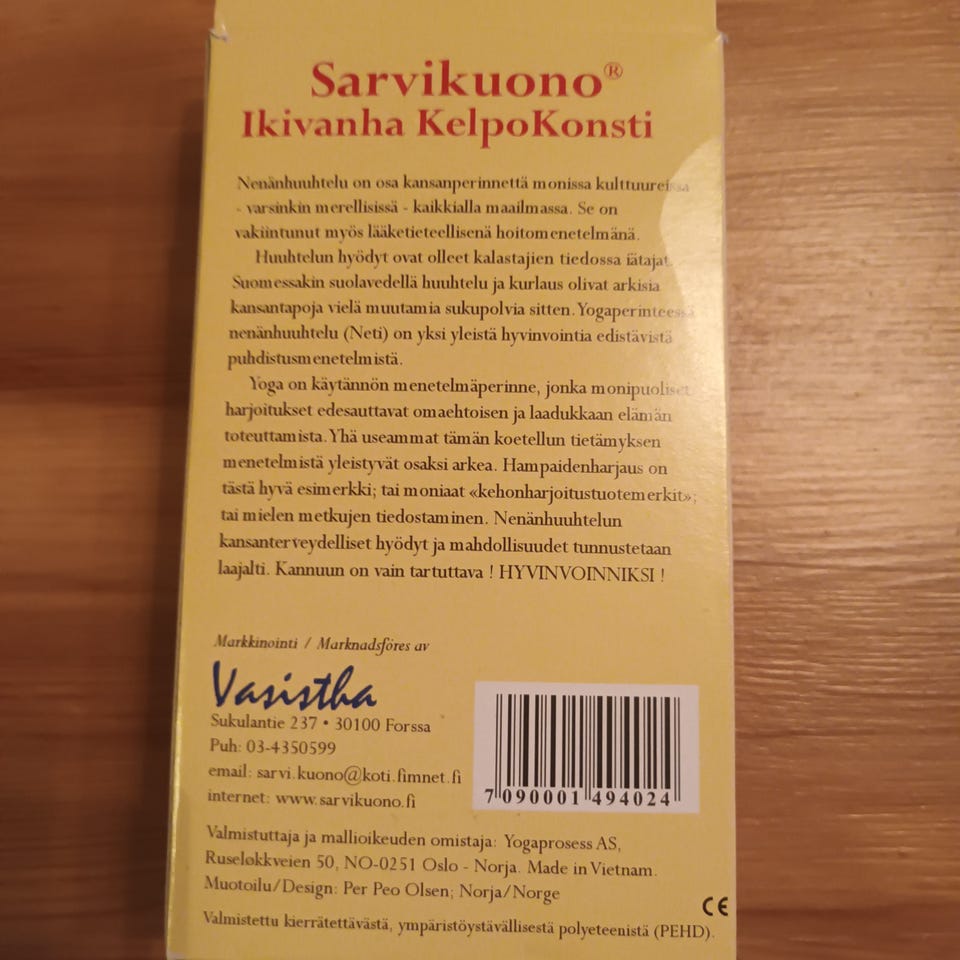 Sarvikuono®
Ikivanha KelpoKonsti
Nenänhuuhtelu on osa kansanperinnettä monissa kulttuureissa
- varsinkin merellisissä - kaikkialla maailmassa. Se on
vakiintunut myös lääketieteellisenä hoitomenetelmänä.
Huuhtelun hyödyt ovat olleet kalastajien tiedossa iätajat.
Suomessakin suolavedellä huuhtelu ja kurlaus olivat arkisia
kansantapoja vielä muutamia sukupolvia sitten. Yogaperinteessä
nenänhuuhtelu (Neti) on yksi yleistä hyvinvointia edistävistä
puhdistusmenetelmistä.
Yoga on käytännön menetelmäperinne, jonka monipuoliset
harjoitukset edesauttavat omaehtoisen ja laadukkaan elämän
toteuttamista. Yhä useammat tämän koetellun tietämyksen
menetelmistä yleistyvät osaksi arkea. Hampaidenharjaus on
tästä hyvä esimerkki; tai moniaat «kehonharjoitustuotemerkit»;
tai mielen metkujen tiedostaminen. Nenänhuuhtelun
kansanterveydelliset hyödyt ja mahdollisuudet tunnustetaan
laajalti. Kannuun on vain tartuttava ! HYVINVOINNIKSI !
Markkinointi / Marknadsföres av
Vasistha
Sukulantie 237 • 30100 Forssa
Puh: 03-4350599
email: sarvi.kuono@koti.fimnet.fi
internet: www.sarvikuono.fi
7 090001 494024
Valmistuttaja ja mallioikeuden omistaja: Yogaprosess AS,
Ruseløkkveien 50, NO-0251 Oslo - Norja. Made in Vietnam.
Muotoilu/Design: Per Peo Olsen; Norja/Norge
CE
Valmistettu kierrätettävästä, ympäristöystävällisestä polyeteenistä (PEHD).